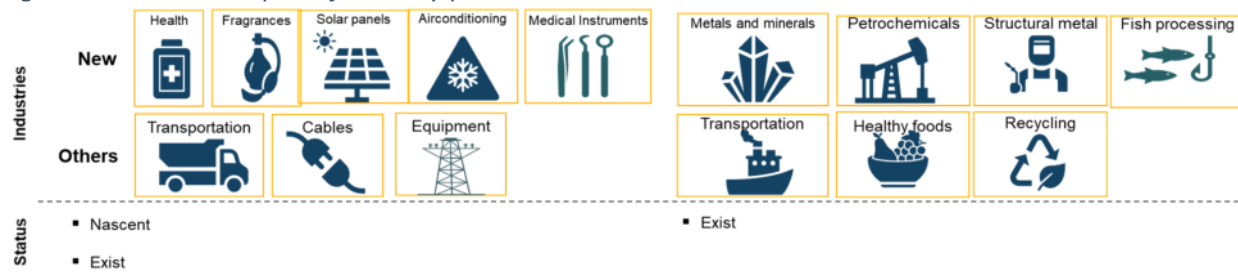 Health Fragrances Solar panels Airconditioning Medical Instruments Metals and minerals Petrochemicals Structural metal Fish processing
New
Industries
Transportation Cables Equipment Transportation Healthy foods Recycling
Others
Status
▪ Nascent ▪ Exist
▪ Exist